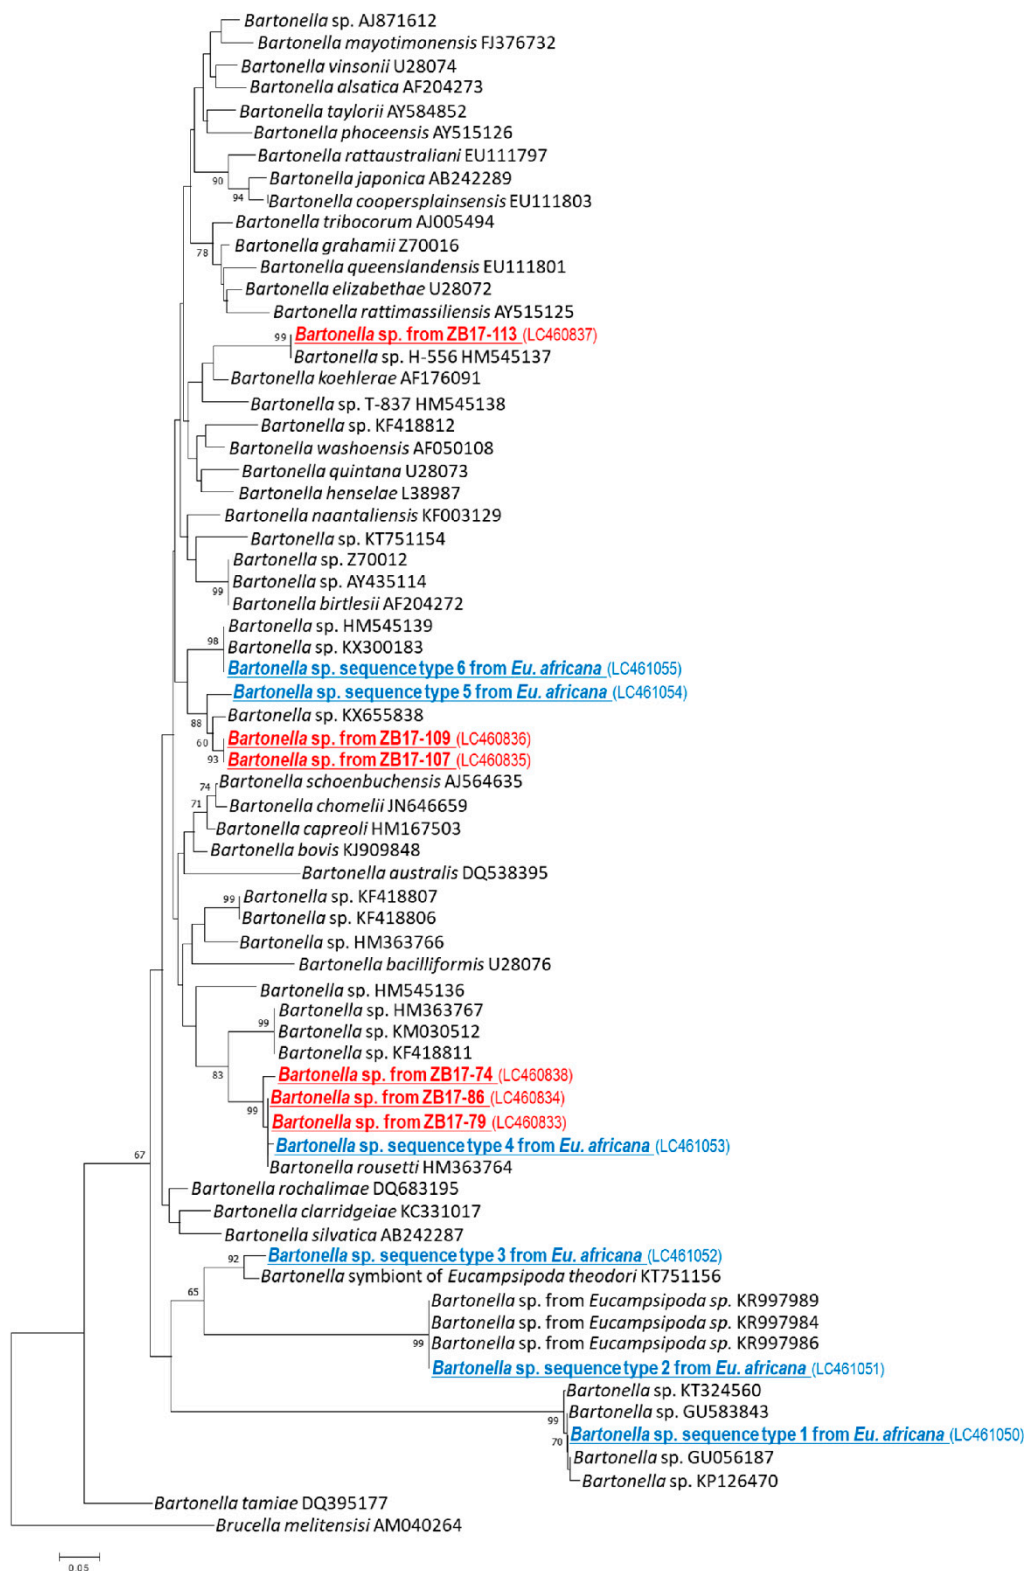 Bartonella sp. AJ871612
Bartonella mayotimonensis FJ376732
Bartonella vinsonii U28074
Bartonella alsatica AF204273
Bartonella taylorii AY584852
Bartonella phoceensis AY515126
Bartonella rattaustraliani EU111797
90
Bartonella japonica AB242289
94
Bartonella coopersplainsensis EU111803
Bartonella tribocorum AJ005494
Bartonella grahamii Z70016
78
Bartonella queenslandensis EU111801
Bartonella elizabethae U28072
Bartonella rattimassiliensis AY515125
99
Bartonella sp. from ZB17-113 (LC460837)
Bartonella sp. H-556 HM545137
Bartonella koehlerae AF176091
Bartonella sp. T-837 HM545138
Bartonella sp. KF418812
Bartonella washoensis AF050108
Bartonella quintana U28073
Bartonella henselae L38987
Bartonella naantaliensis KF003129
Bartonella sp. KT751154
Bartonella sp. Z70012
Bartonella sp. AY435114
99
Bartonella birtlesii AF204272
Bartonella sp. HM545139
98
Bartonella sp. KX300183
Bartonella sp. sequence type 6 from Eu. africana (LC461055)
Bartonella sp. sequence type 5 from Eu. africana (LC461054)
88
Bartonella sp. KX655838
60
Bartonella sp. from ZB17-109 (LC460836)
93
Bartonella sp. from ZB17-107 (LC460835)
74
Bartonella schoenbuchensis AJ564635
71
Bartonella chomelii JN646659
Bartonella capreoli HM167503
Bartonella bovis KJ909848
Bartonella australis DQ538395
99
Bartonella sp. KF418807
Bartonella sp. KF418806
Bartonella sp. HM363766
Bartonella bacilliformis U28076
Bartonella sp. HM545136
Bartonella sp. HM363767
99
Bartonella sp. KM030512
Bartonella sp. KF418811
83
Bartonella sp. from ZB17-74 (LC460838)
Bartonella sp. from ZB17-86 (LC460834)
99
Bartonella sp. from ZB17-79 (LC460833)
Bartonella sp. sequence type 4 from Eu. africana (LC461053)
67
Bartonella rousetti HM363764
Bartonella rochalimae DQ683195
Bartonella clarridgeiae KC331017
Bartonella silvatica AB242287
92
Bartonella sp. sequence type 3 from Eu. africana (LC461052)
Bartonella symbiont of Eucampsipoda theodori KT751156
65
Bartonella sp. from Eucampsipoda sp. KR997989
Bartonella sp. from Eucampsipoda sp. KR997984
99
Bartonella sp. from Eucampsipoda sp. KR997986
Bartonella sp. sequence type 2 from Eu. africana (LC461051)
Bartonella sp. KT324560
99
Bartonella sp. GU583843
70
Bartonella sp. sequence type 1 from Eu. africana (LC461050)
Bartonella sp. GU056187
Bartonella sp. KP126470
Bartonella tamiae DQ395177
Brucella melitensisi AM040264
0.05